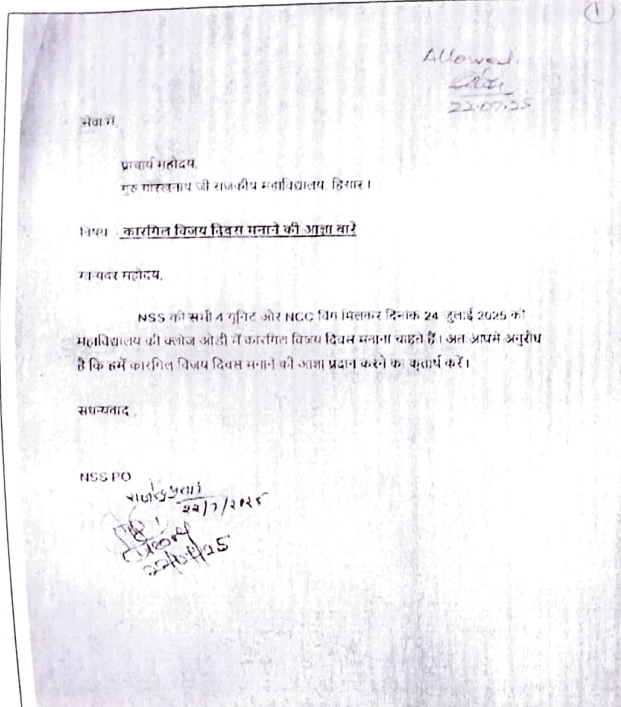 1
Allowed.
22.07.25
सेवा में,
प्राचार्य महोदय,
गुरु गोरखनाथ जी राजकीय महाविद्यालय, हिसार।
विषय : कारगिल विजय दिवस मनाने की आज्ञा बारे
मान्यवर महोदय,
NSS की सभी 4 यूनिट और NCC विंग मिलकर दिनांक 24 जुलाई 2025 को
महाविद्यालय की क्लोज ओडी में कारगिल विजय दिवस मनाना चाहते हैं। अतः आपसे अनुरोध
है कि हमें कारगिल विजय दिवस मनाने की आज्ञा प्रदान करने का कृतार्थ करें।
सधन्यवाद
NSS PO
22/7/2025
22/07/25